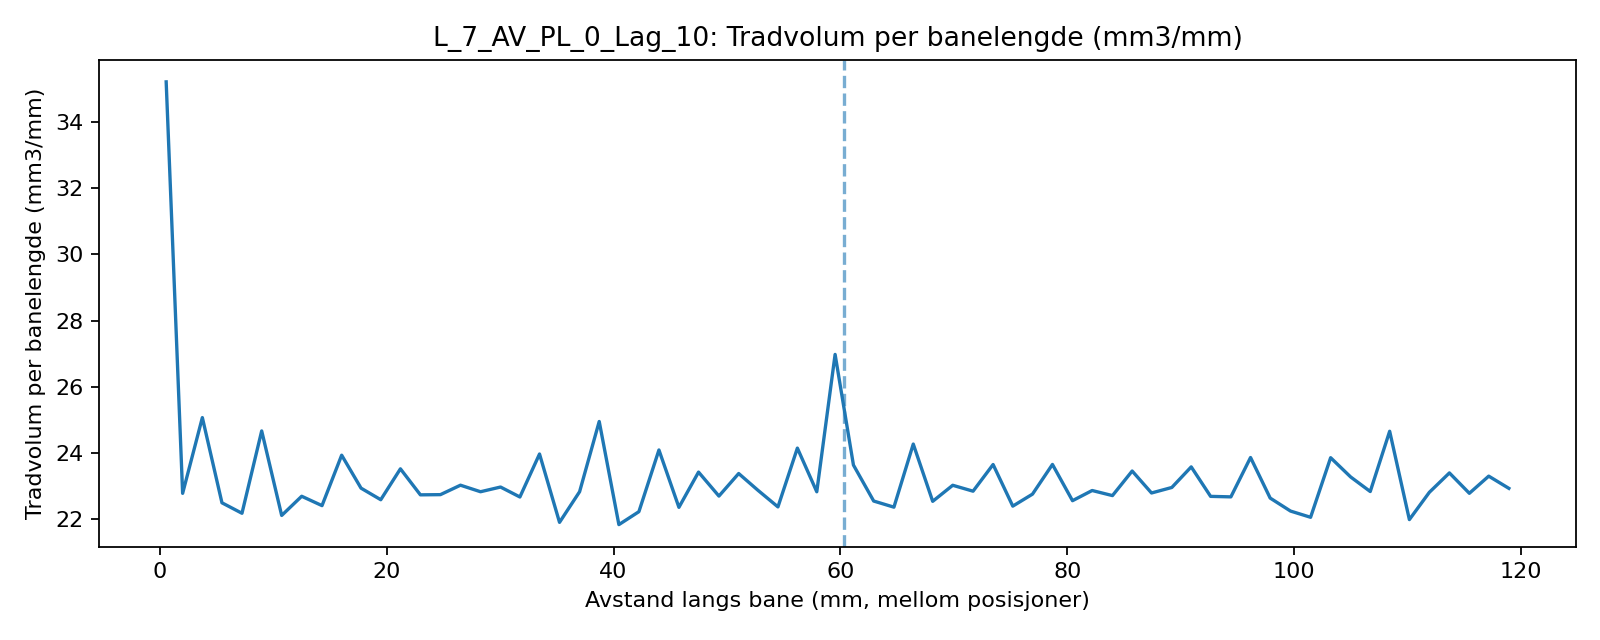 L_7_AV_PL_0_Lag_10: Tradvolum per banelengde (mm3/mm)
Tradvolum per banelengde (mm3/mm)
34
32
30
28
26
24
22
0 20 40 60 80 100 120
Avstand langs bane (mm, mellom posisjoner)